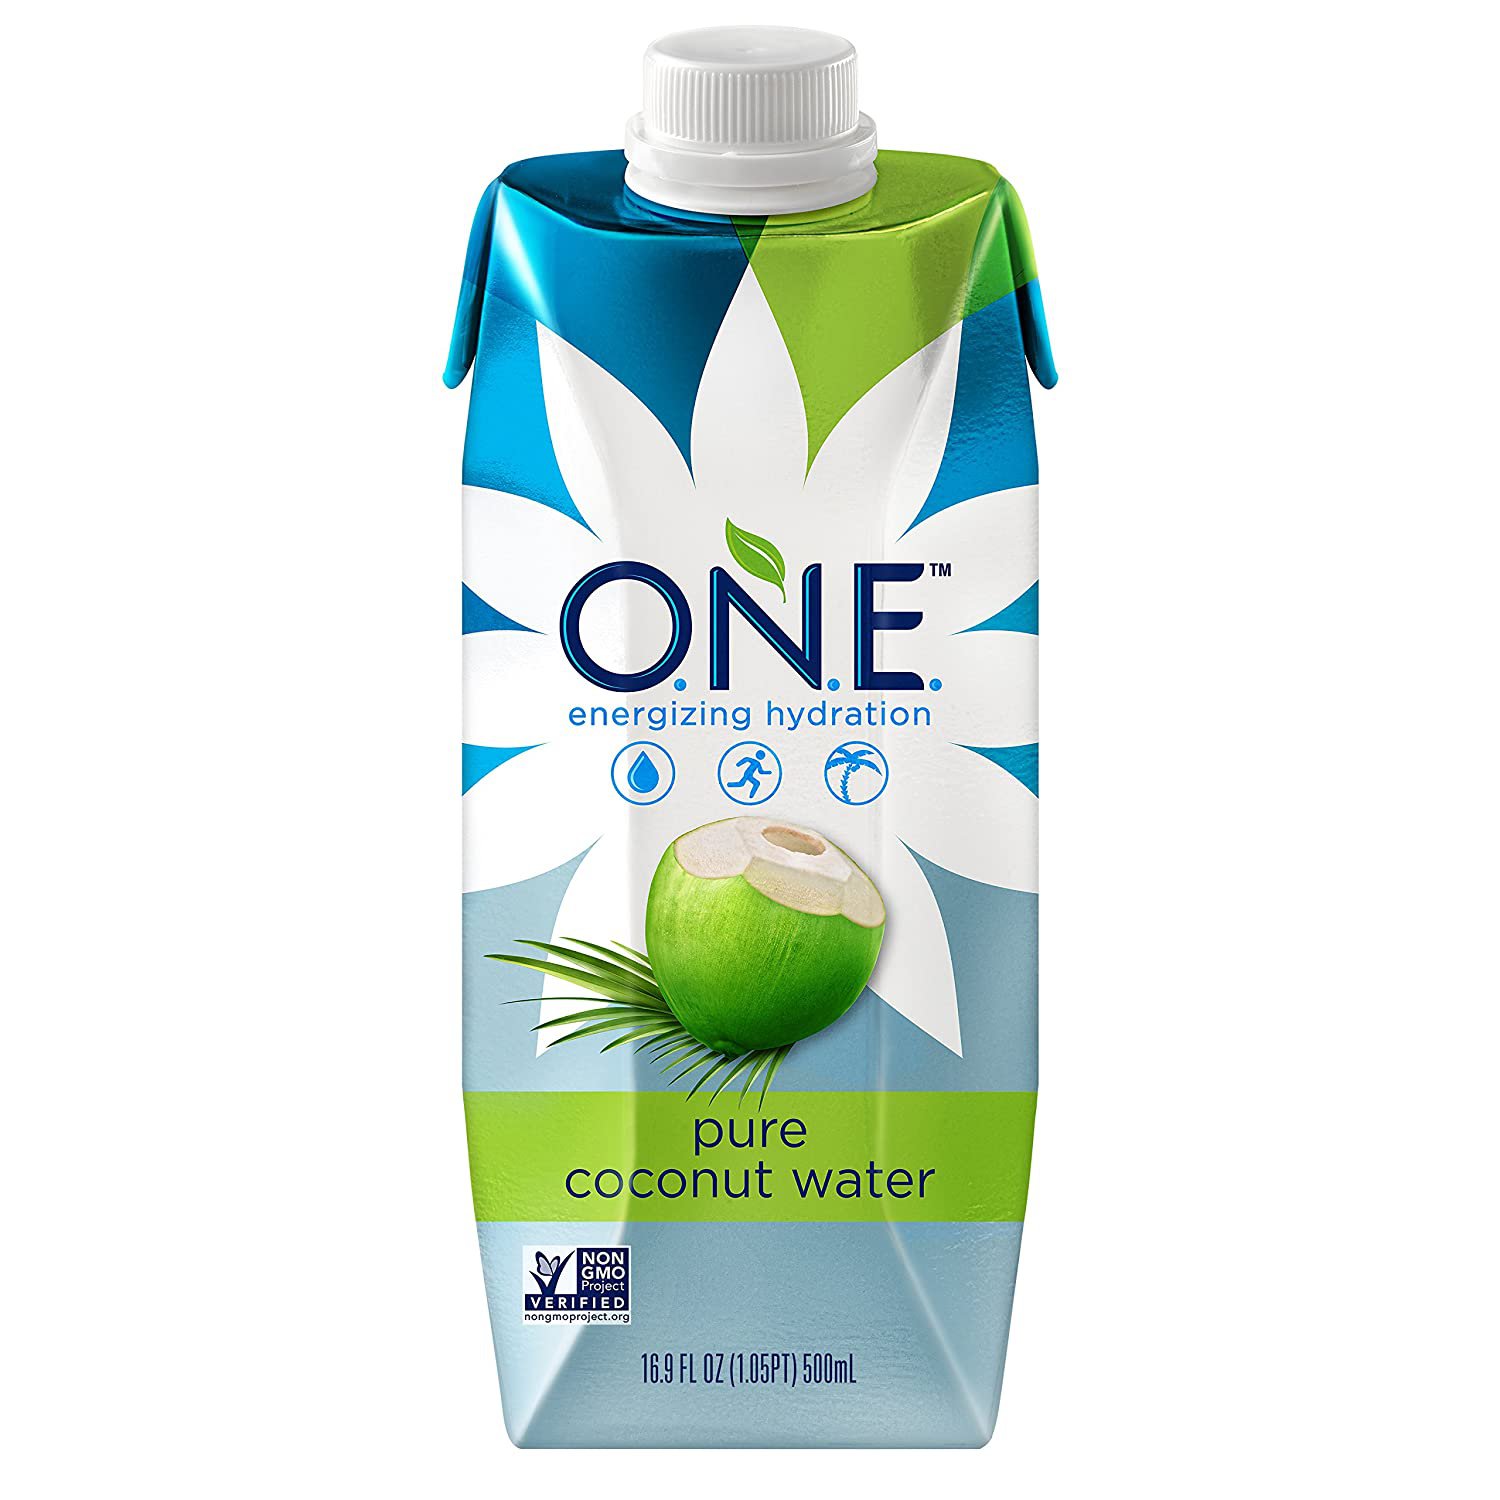 O.N.E.™
energizing hydration
pure
coconut water
NON
GMO
Project
VERIFIED
nongmoproject.org
16.9 FL OZ (1.05PT) 500mL